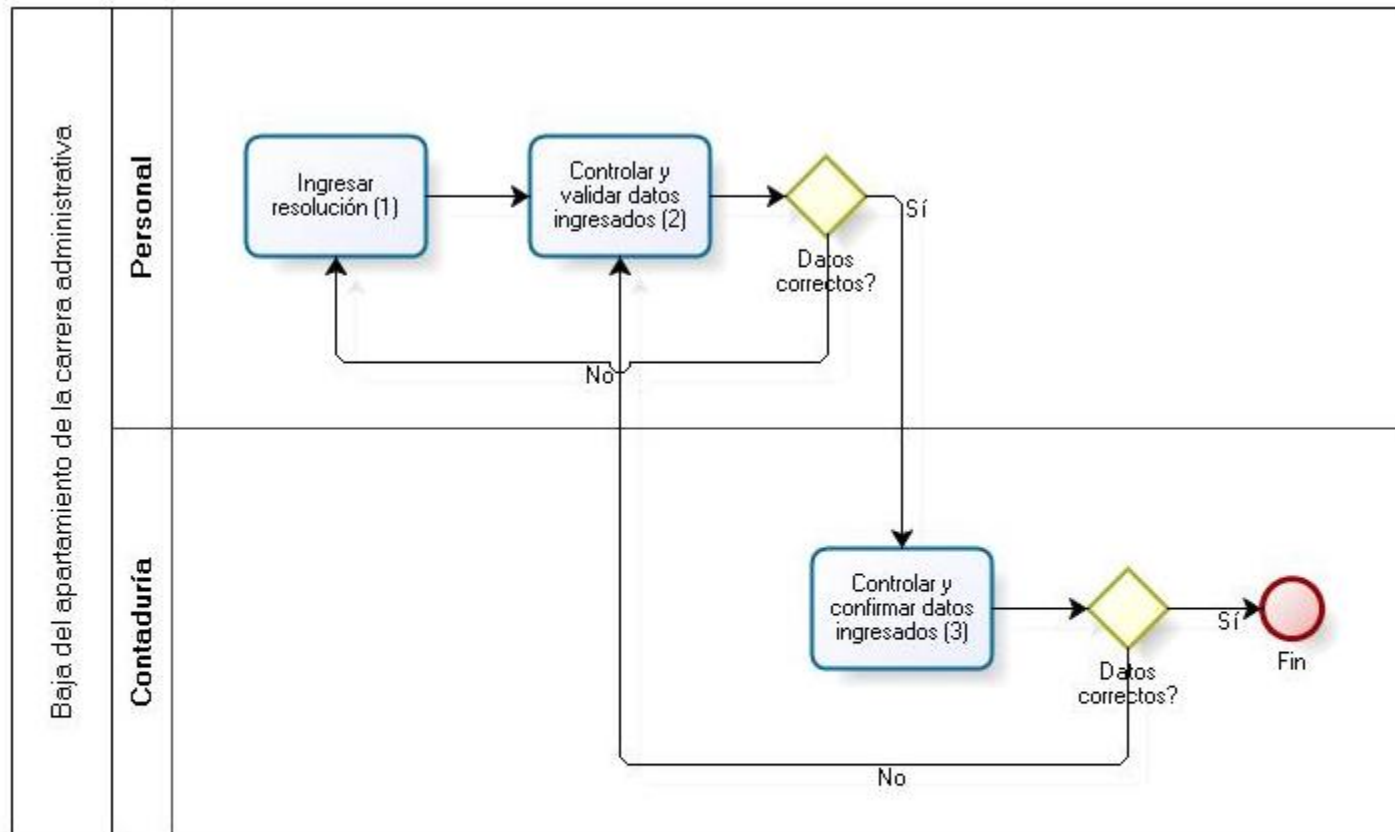 Baja del apartamiento de la carrera administrativa
Personal
Ingresar
resolución (1)
Controlar y
validar datos
ingresados (2)
Datos
correctos?
Sí
No
Contaduría
Controlar y
confirmar datos
ingresados (3)
Datos
correctos?
Sí
Fin
No